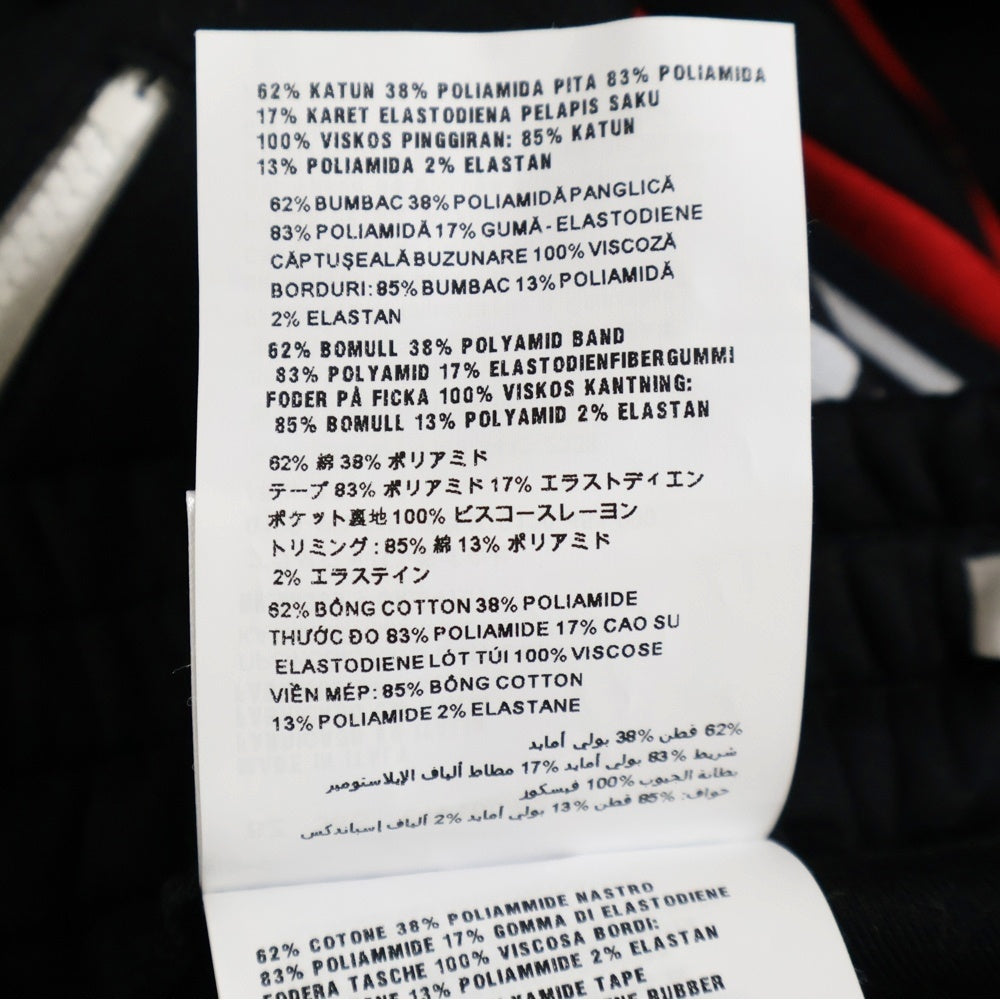 62% KATUN 38% POLIAMIDA PITA 83% POLIAMIDA
17% KARET ELASTODIENA PELAPIS SAKU
100% VISKOS PINGGIRAN: 85% KATUN
13% POLIAMIDA 2% ELASTAN
62% BUMBAC 38% POLIAMIDĂ PANGLICĂ
83% POLIAMIDĂ 17% GUMĂ - ELASTODIENE
CĂPTUȘEALĂ BUZUNARE 100% VISCOZĂ
BORDURI: 85% BUMBAC 13% POLIAMIDĂ
2% ELASTAN
62% BOMULL 38% POLYAMID BAND
83% POLYAMID 17% ELASTODIENFIBERGUMMI
FODER PÅ FICKA 100% VISKOS KANTNING:
85% BOMULL 13% POLYAMID 2% ELASTAN
62% 綿 38% ポリアミド
テープ 83% ポリアミド 17% エラストディエン
ポケット裏地 100% ビスコースレーヨン
トリミング : 85% 綿 13% ポリアミド
2% エラステイン
62% BÔNG COTTON 38% POLIAMIDE
THƯỚC ĐO 83% POLIAMIDE 17% CAO SU
ELASTODIENE LÓT TÚI 100% VISCOSE
VIỀN MÉP: 85% BÔNG COTTON
13% POLIAMIDE 2% ELASTANE
62% قطن 38% بولي أمايد
شريط 83% بولي أمايد 17% مطاط ألياف الإيلاستومير
بطانة الجيوب 100% فيسكوز
حواف: 85% قطن 13% بولي أمايد 2% ألياف إسباندكس
62% COTONE 38% POLIAMMIDE NASTRO
83% POLIAMMIDE 17% GOMMA DI ELASTODIENE
FODERA TASCHE 100% VISCOSA BORDI:
13% POLIAMMIDE 2% ELASTAN
TAPE
RUBBER